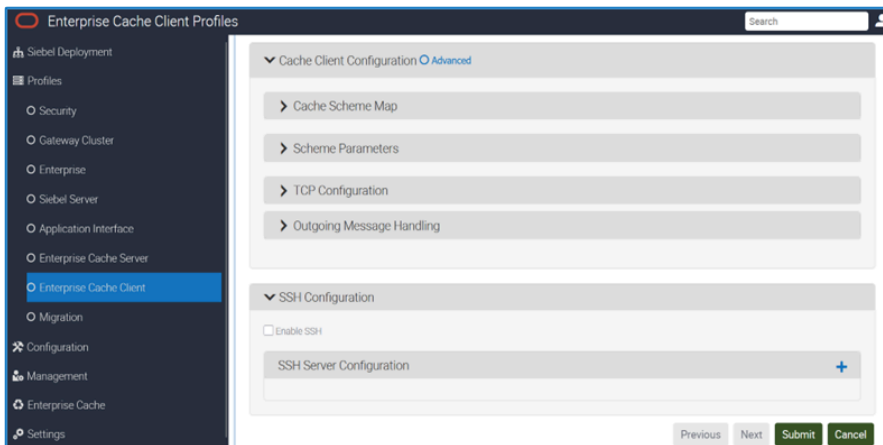 Enterprise Cache Client Profiles
Search
Siebel Deployment
Profiles
Security
Gateway Cluster
Enterprise
Siebel Server
Application Interface
Enterprise Cache Server
Enterprise Cache Client
Migration
Configuration
Management
Enterprise Cache
Settings
Cache Client Configuration Advanced
Cache Scheme Map
Scheme Parameters
TCP Configuration
Outgoing Message Handling
SSH Configuration
Enable SSH
SSH Server Configuration
Previous Next Submit Cancel